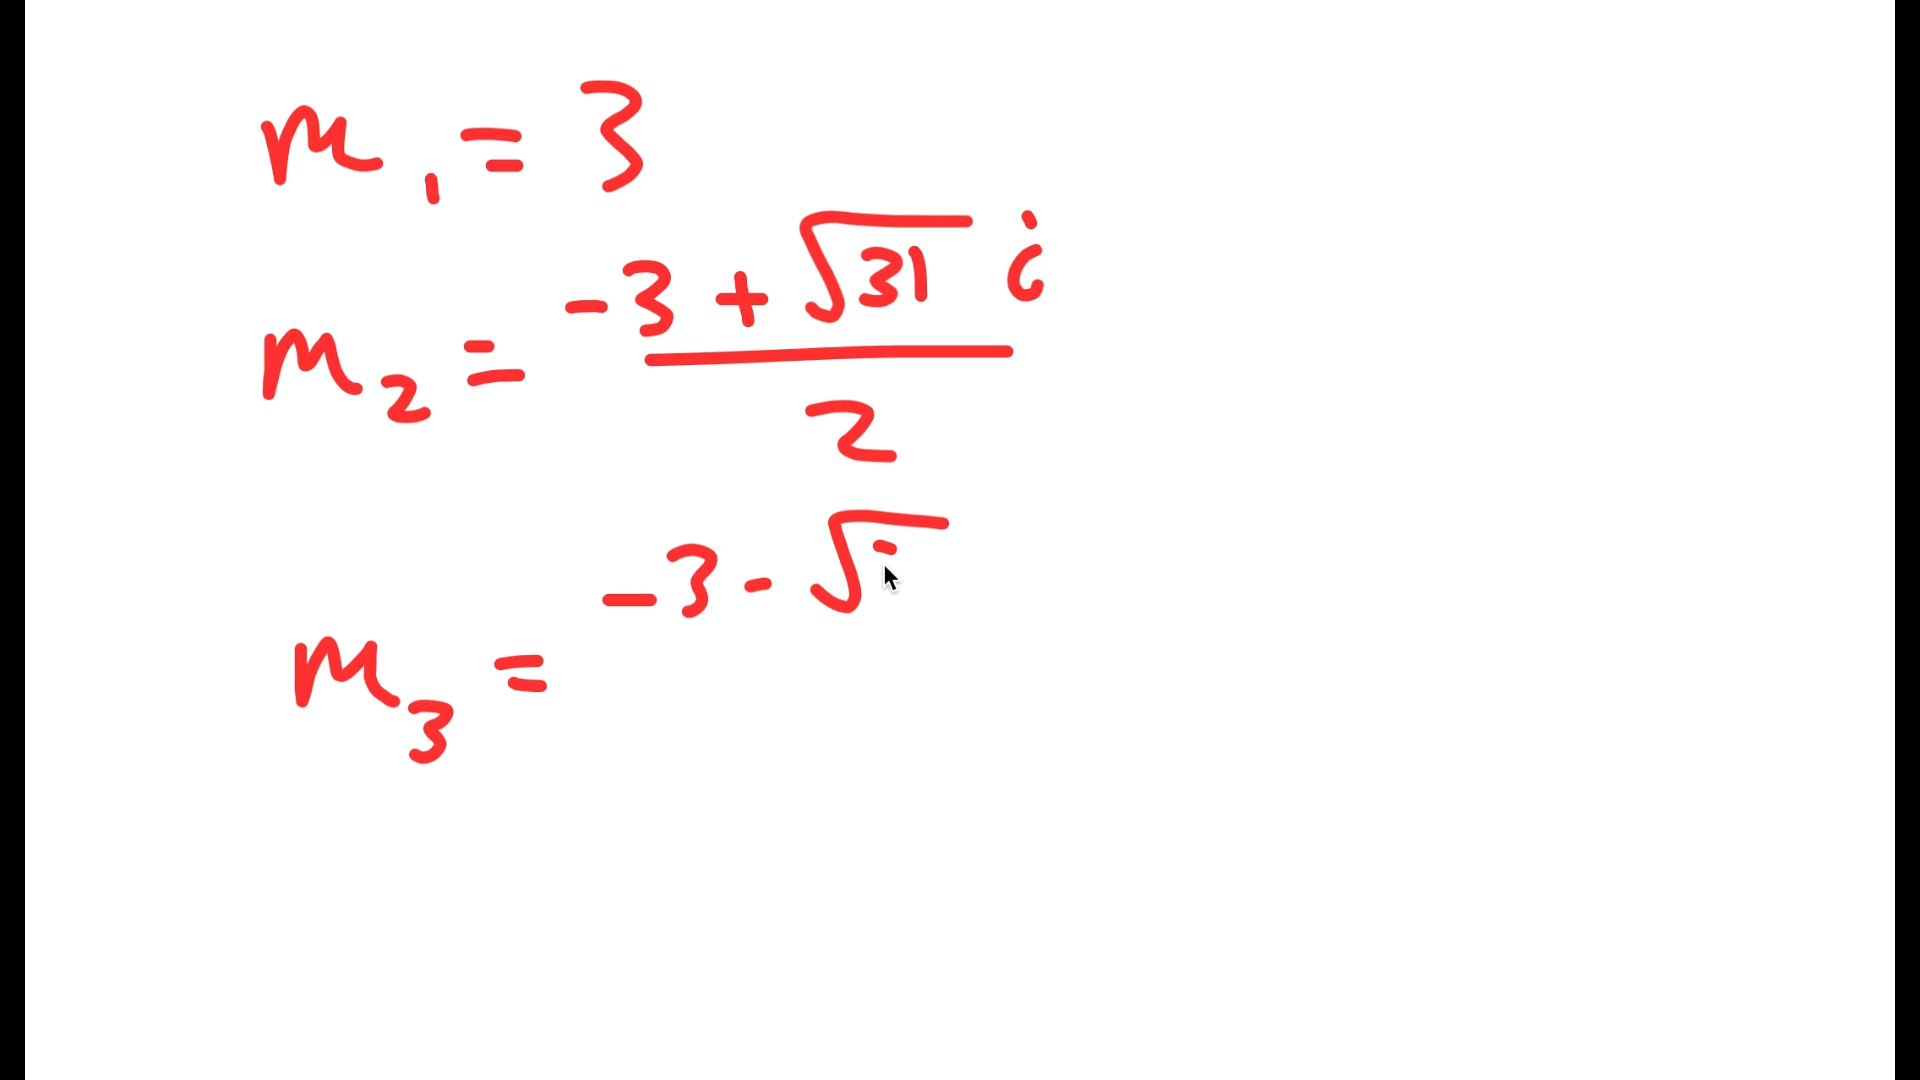 m₁ = 3
m₂ = (-3 + √31 i) / 2
m₃ = -3 - √